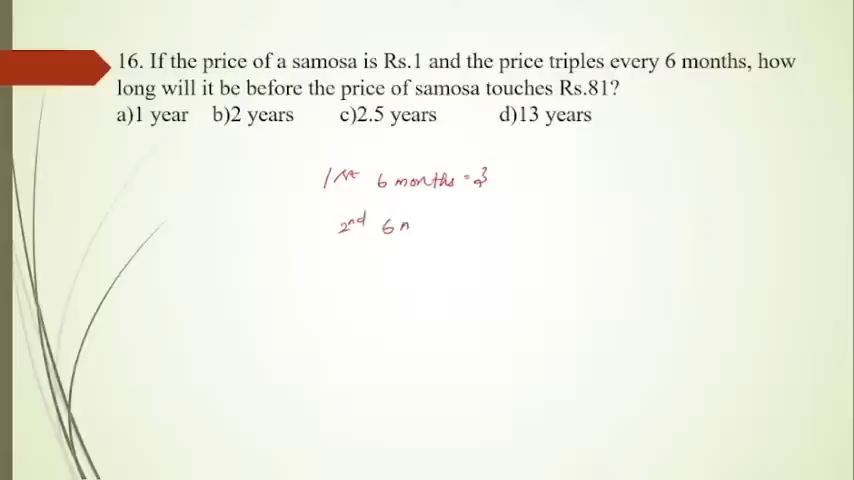 16. If the price of a samosa is Rs.1 and the price triples every 6 months, how
long will it be before the price of samosa touches Rs.81?
a)1 year b)2 years c)2.5 years d)13 years
1st 6 months = 3
2nd 6 m